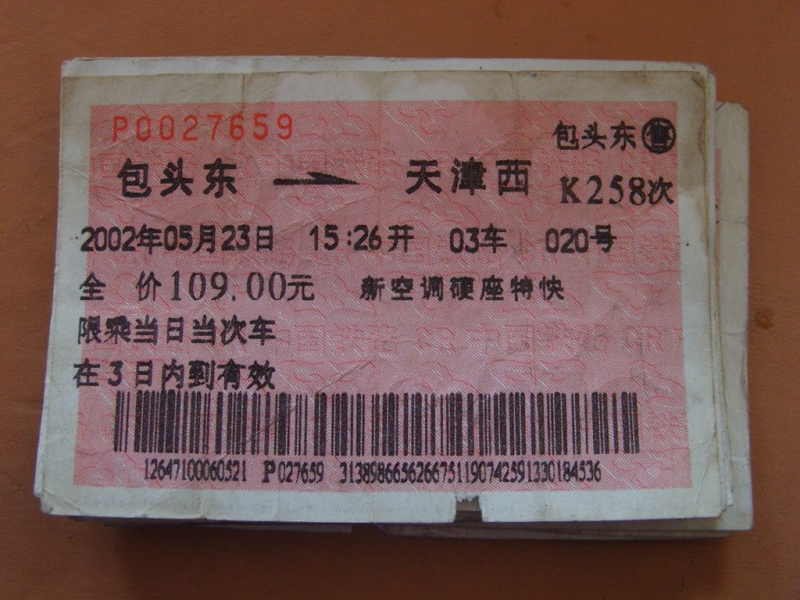 P0027659
包头东㊔
包头东 → 天津西 K258次
2002年05月23日 15:26开 03车 020号
全 价109.00元 新空调硬座特快
限乘当日当次车
在3日内到有效
12647100060521 P027659 3138986656266751190742591330184536